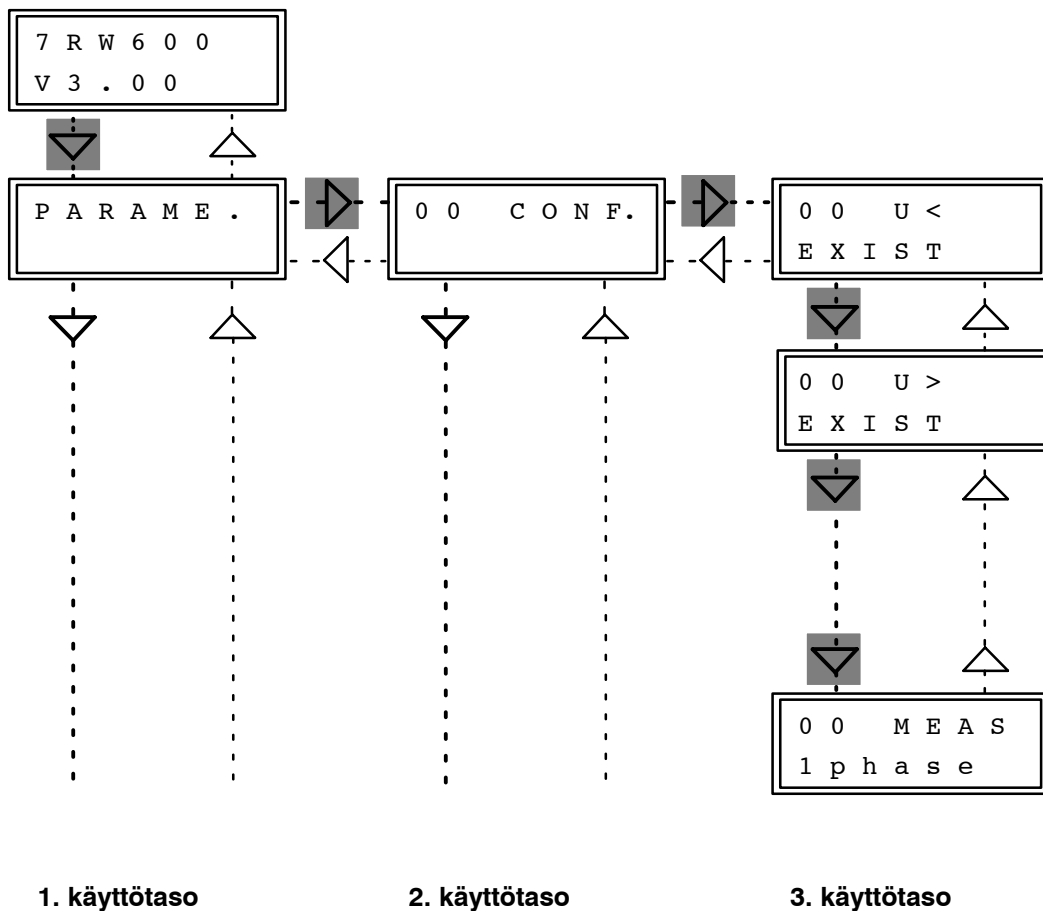 7RW600
V3.00
PARAME.
00 CONF.
00 U<
EXIST
00 U>
EXIST
00 MEAS
1phase
1. käyttötaso
2. käyttötaso
3. käyttötaso